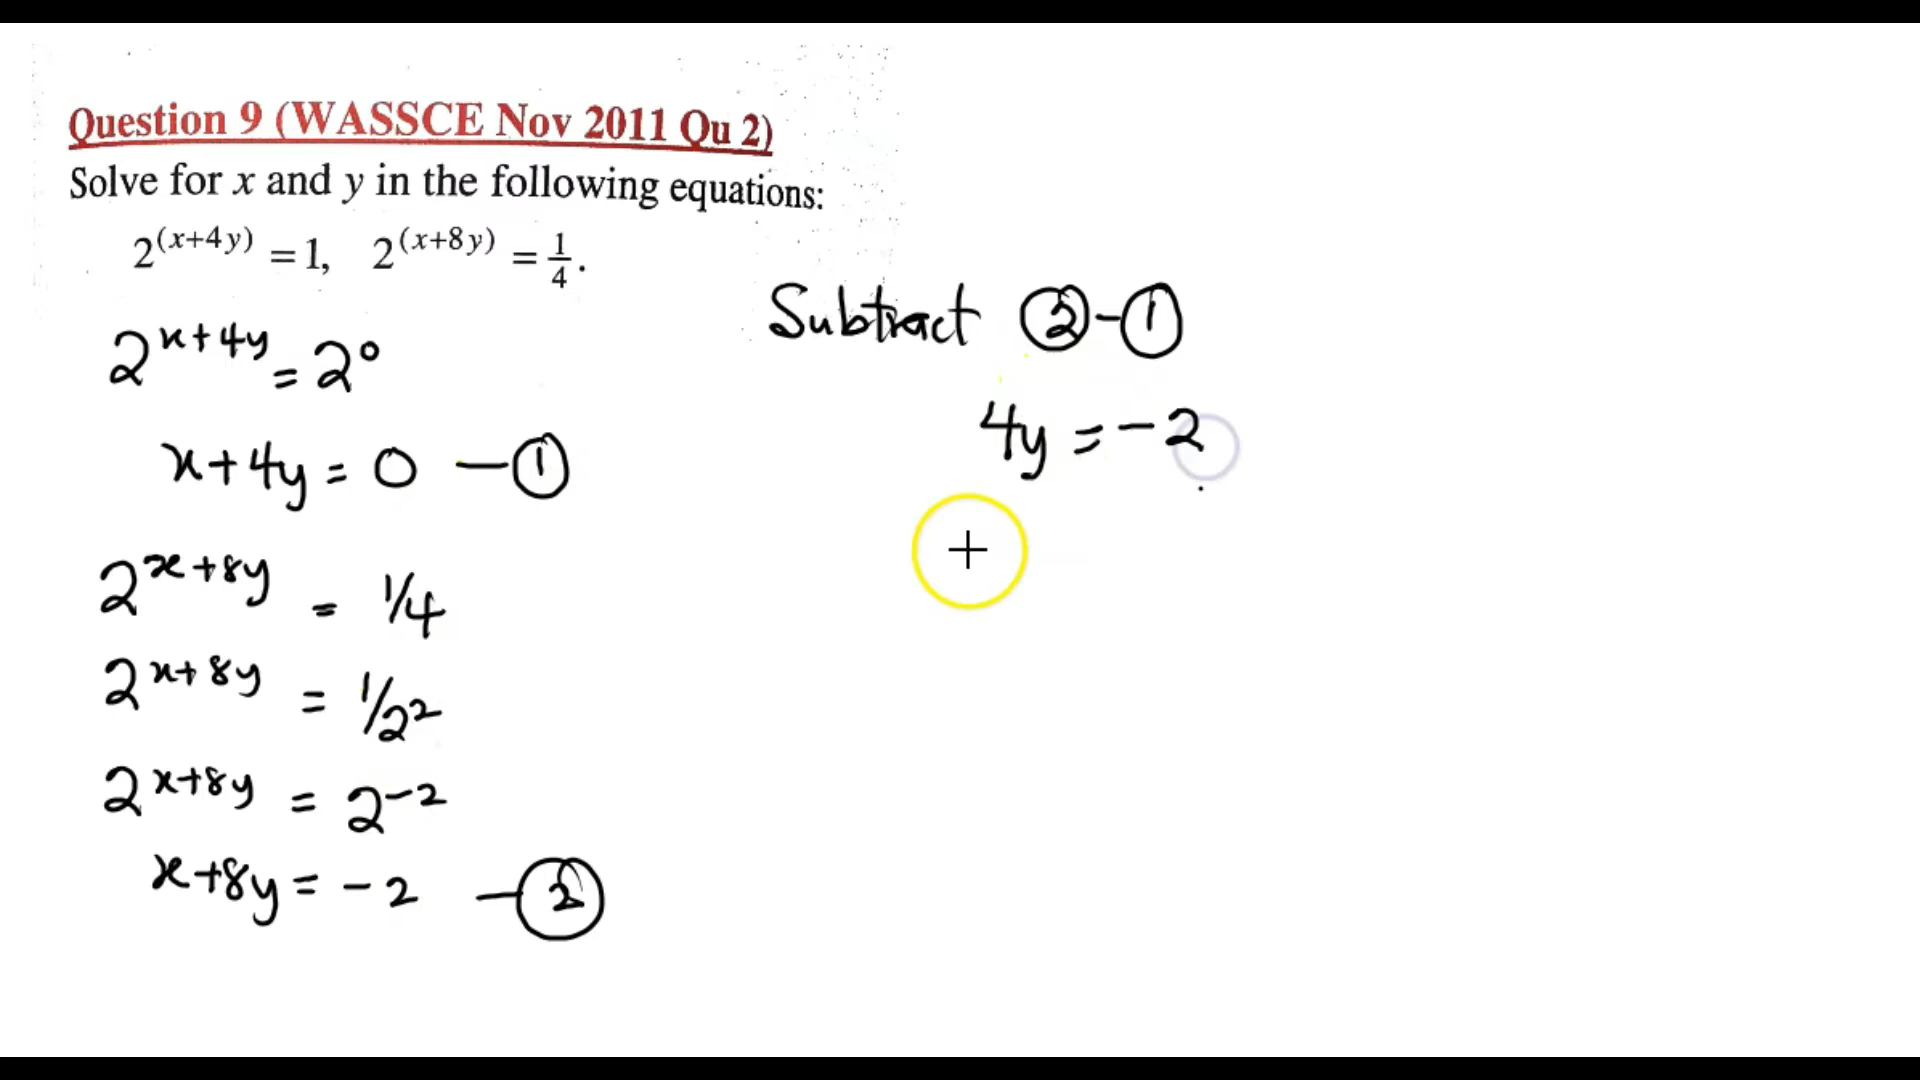 Question 9 (WASSCE Nov 2011 Qu 2)
Solve for x and y in the following equations:
2^(x+4y) = 1, 2^(x+8y) = 1/4.
2^x+4y = 2^0
x+4y = 0 — ①
2^x+8y = 1/4
2^x+8y = 1/2^2
2^x+8y = 2^-2
x+8y = -2 — ②
Subtract ② - ①
4y = -2